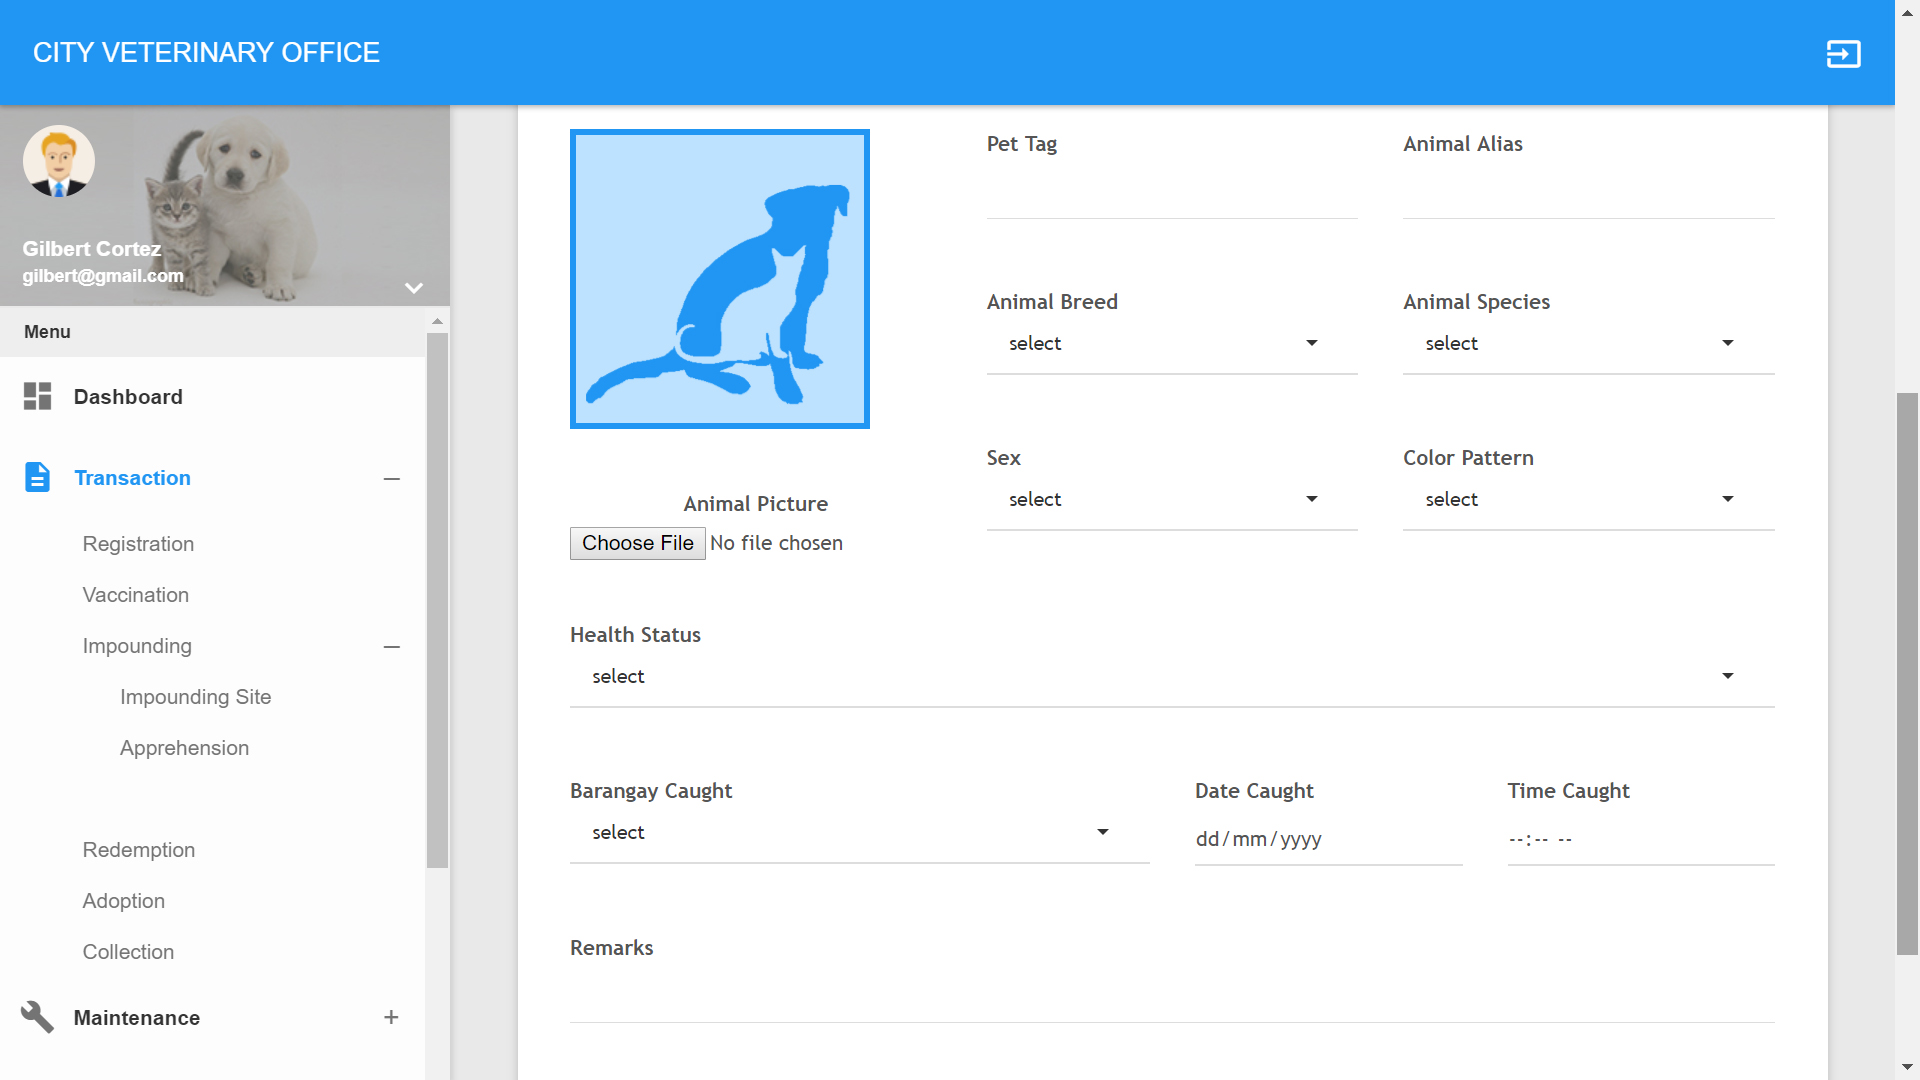 CITY VETERINARY OFFICE
Gilbert Cortez
gilbert@gmail.com
Menu
Dashboard
Transaction
Registration
Vaccination
Impounding
Impounding Site
Apprehension
Redemption
Adoption
Collection
Maintenance
Pet Tag
Animal Alias
Animal Breed
Animal Species
select
select
Sex
Color Pattern
select
select
Animal Picture
Choose File No file chosen
Health Status
select
Barangay Caught
Date Caught
Time Caught
select
dd/mm/yyyy
--:-- --
Remarks